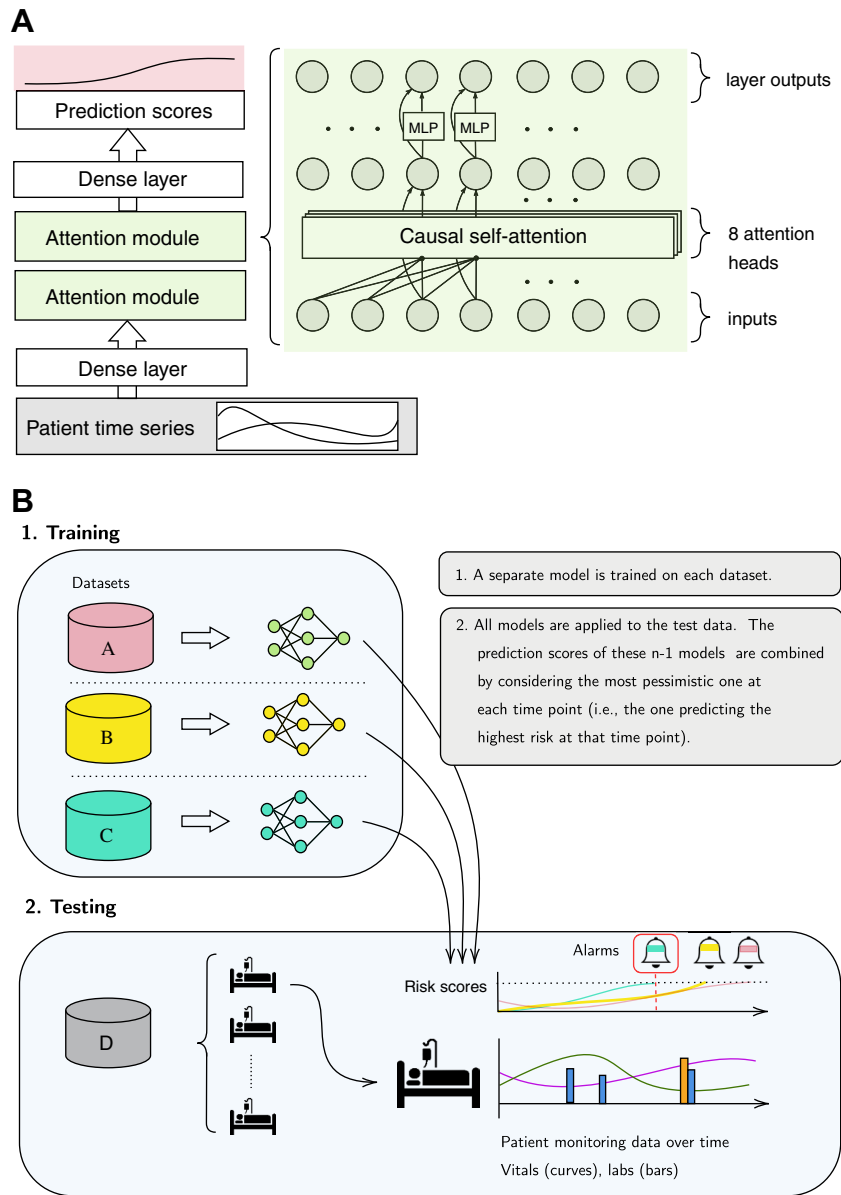 A
Prediction scores
Dense layer
Attention module
Attention module
Dense layer
Patient time series
layer outputs
. . .
MLP
MLP
. . .
. . .
Causal self-attention
8 attention
heads
. . .
inputs
B
1. Training
Datasets
A
B
C
1. A separate model is trained on each dataset.
2. All models are applied to the test data. The
prediction scores of these n-1 models are combined
by considering the most pessimistic one at
each time point (i.e., the one predicting the
highest risk at that time point).
2. Testing
D
Alarms
Risk scores
Patient monitoring data over time
Vitals (curves), labs (bars)